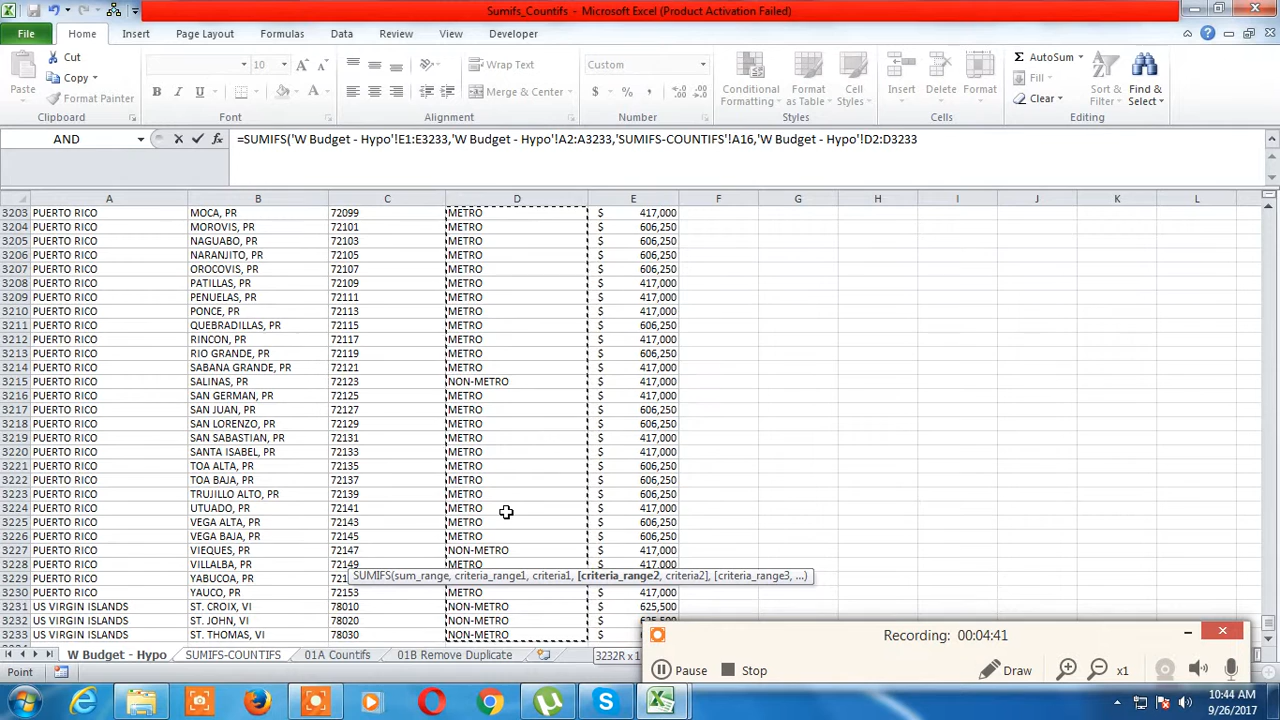 Sumifs_Countifs - Microsoft Excel (Product Activation Failed)
File Home Insert Page Layout Formulas Data Review View Developer
Paste Cut Copy Format Painter 10 Wrap Text Merge & Center Custom Conditional Formatting Format as Table Cell Styles Insert Delete Format AutoSum Fill Clear Sort & Filter Find & Select
Clipboard Font Alignment Number Styles Cells Editing
AND =SUMIFS('W Budget - Hypo'!E1:E3233,'W Budget - Hypo'!A2:A3233,'SUMIFS-COUNTIFS'!A16,'W Budget - Hypo'!D2:D3233
A B C D E F G H I J K L
3203 PUERTO RICO MOCA, PR 72099 METRO $ 417,000
3204 PUERTO RICO MOROVIS, PR 72101 METRO $ 606,250
3205 PUERTO RICO NAGUABO, PR 72103 METRO $ 606,250
3206 PUERTO RICO NARANJITO, PR 72105 METRO $ 606,250
3207 PUERTO RICO OROCOVIS, PR 72107 METRO $ 606,250
3208 PUERTO RICO PATILLAS, PR 72109 METRO $ 417,000
3209 PUERTO RICO PENUELAS, PR 72111 METRO $ 417,000
3210 PUERTO RICO PONCE, PR 72113 METRO $ 417,000
3211 PUERTO RICO QUEBRADILLAS, PR 72115 METRO $ 606,250
3212 PUERTO RICO RINCON, PR 72117 METRO $ 417,000
3213 PUERTO RICO RIO GRANDE, PR 72119 METRO $ 606,250
3214 PUERTO RICO SABANA GRANDE, PR 72121 METRO $ 417,000
3215 PUERTO RICO SALINAS, PR 72123 NON-METRO $ 417,000
3216 PUERTO RICO SAN GERMAN, PR 72125 METRO $ 417,000
3217 PUERTO RICO SAN JUAN, PR 72127 METRO $ 606,250
3218 PUERTO RICO SAN LORENZO, PR 72129 METRO $ 606,250
3219 PUERTO RICO SAN SABASTIAN, PR 72131 METRO $ 417,000
3220 PUERTO RICO SANTA ISABEL, PR 72133 METRO $ 417,000
3221 PUERTO RICO TOA ALTA, PR 72135 METRO $ 606,250
3222 PUERTO RICO TOA BAJA, PR 72137 METRO $ 606,250
3223 PUERTO RICO TRUJILLO ALTO, PR 72139 METRO $ 606,250
3224 PUERTO RICO UTUADO, PR 72141 METRO $ 417,000
3225 PUERTO RICO VEGA ALTA, PR 72143 METRO $ 606,250
3226 PUERTO RICO VEGA BAJA, PR 72145 METRO $ 606,250
3227 PUERTO RICO VIEQUES, PR 72147 NON-METRO $ 417,000
3228 PUERTO RICO VILLALBA, PR 72149 METRO $ 417,000
SUMIFS(sum_range, criteria_range1, criteria1, [criteria_range2, criteria2], [criteria_range3, ...)
3229 PUERTO RICO YABUCOA, PR
3230 PUERTO RICO YAUCO, PR 72153 METRO $ 417,000
3231 US VIRGIN ISLANDS ST. CROIX, VI 78010 NON-METRO $ 625,500
3232 US VIRGIN ISLANDS ST. JOHN, VI 78020 NON-METRO $
3233 US VIRGIN ISLANDS ST. THOMAS, VI 78030 NON-METRO
W Budget - Hypo SUMIFS-COUNTIFS 01A Countifs 01B Remove Duplicate 3232R x 1
Point
Recording: 00:04:41
Pause Stop Draw x1
10:44 AM
9/26/2017